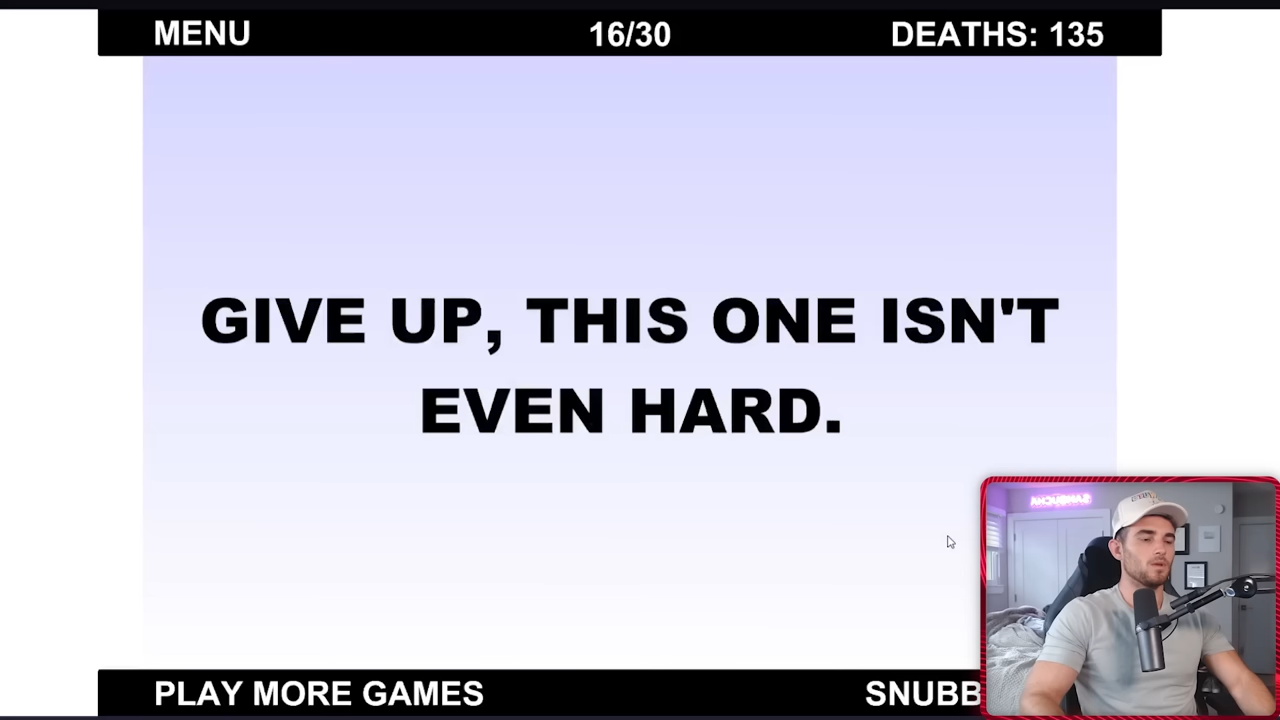 MENU
16/30
DEATHS: 135
GIVE UP, THIS ONE ISN'T
EVEN HARD.
PLAY MORE GAMES
SNUBB